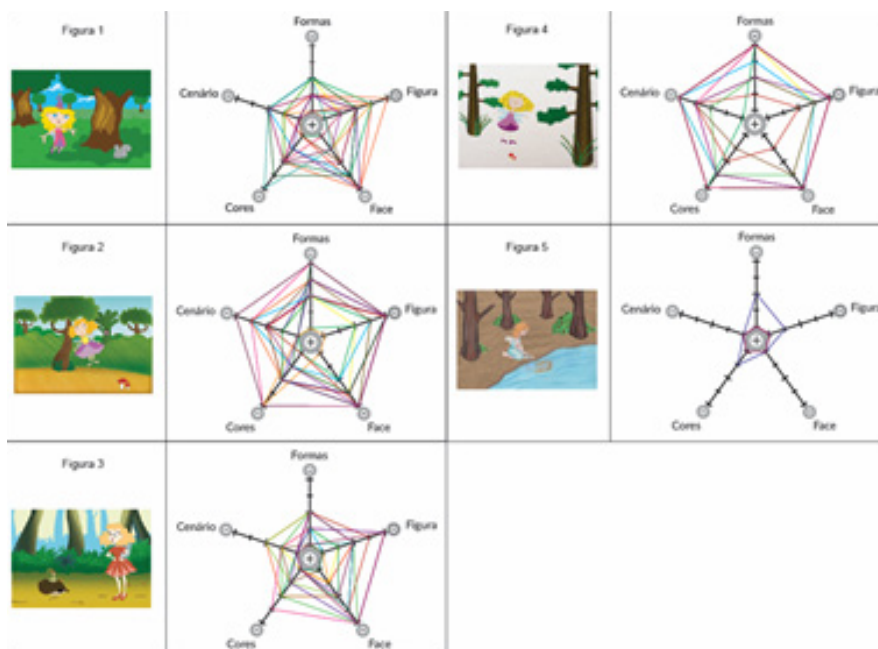 Figura 1
Formas
Cenário
Figura
Cores
Face
Figura 4
Formas
Cenário
Figura
Cores
Face
Figura 2
Formas
Cenário
Figura
Cores
Face
Figura 5
Formas
Cenário
Figura
Cores
Face
Figura 3
Formas
Cenário
Figura
Cores
Face